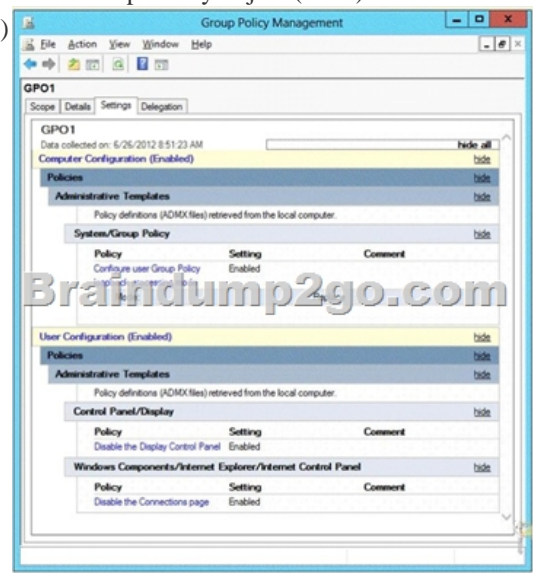 )
Group Policy Management
File Action View Window Help
GPO1
Scope Details Settings Delegation
GPO1
Data collected on: 6/26/2012 8:51:23 AM
hide all
Computer Configuration (Enabled) hide
Policies hide
Administrative Templates hide
Policy definitions (ADMX files) retrieved from the local computer.
System/Group Policy hide
Policy Setting Comment
Configure user Group Policy Enabled
Braindump2go.com
User Configuration (Enabled) hide
Policies hide
Administrative Templates hide
Policy definitions (ADMX files) retrieved from the local computer.
Control Panel/Display hide
Policy Setting Comment
Disable the Display Control Panel Enabled
Windows Components/Internet Explorer/Internet Control Panel hide
Policy Setting Comment
Disable the Connections page Enabled